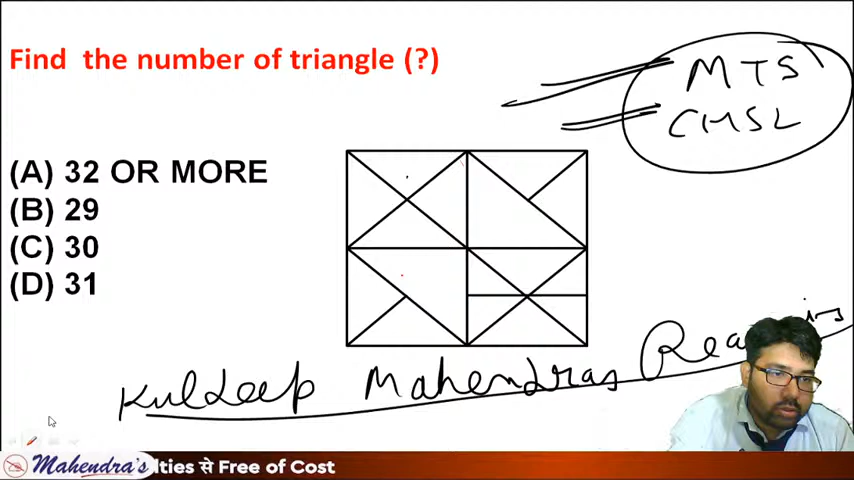 Find the number of triangle (?)
MTS
CHSL
(A) 32 OR MORE
(B) 29
(C) 30
(D) 31
Kuldeep Mahendras
Mahendra's
ulties से Free of Cost